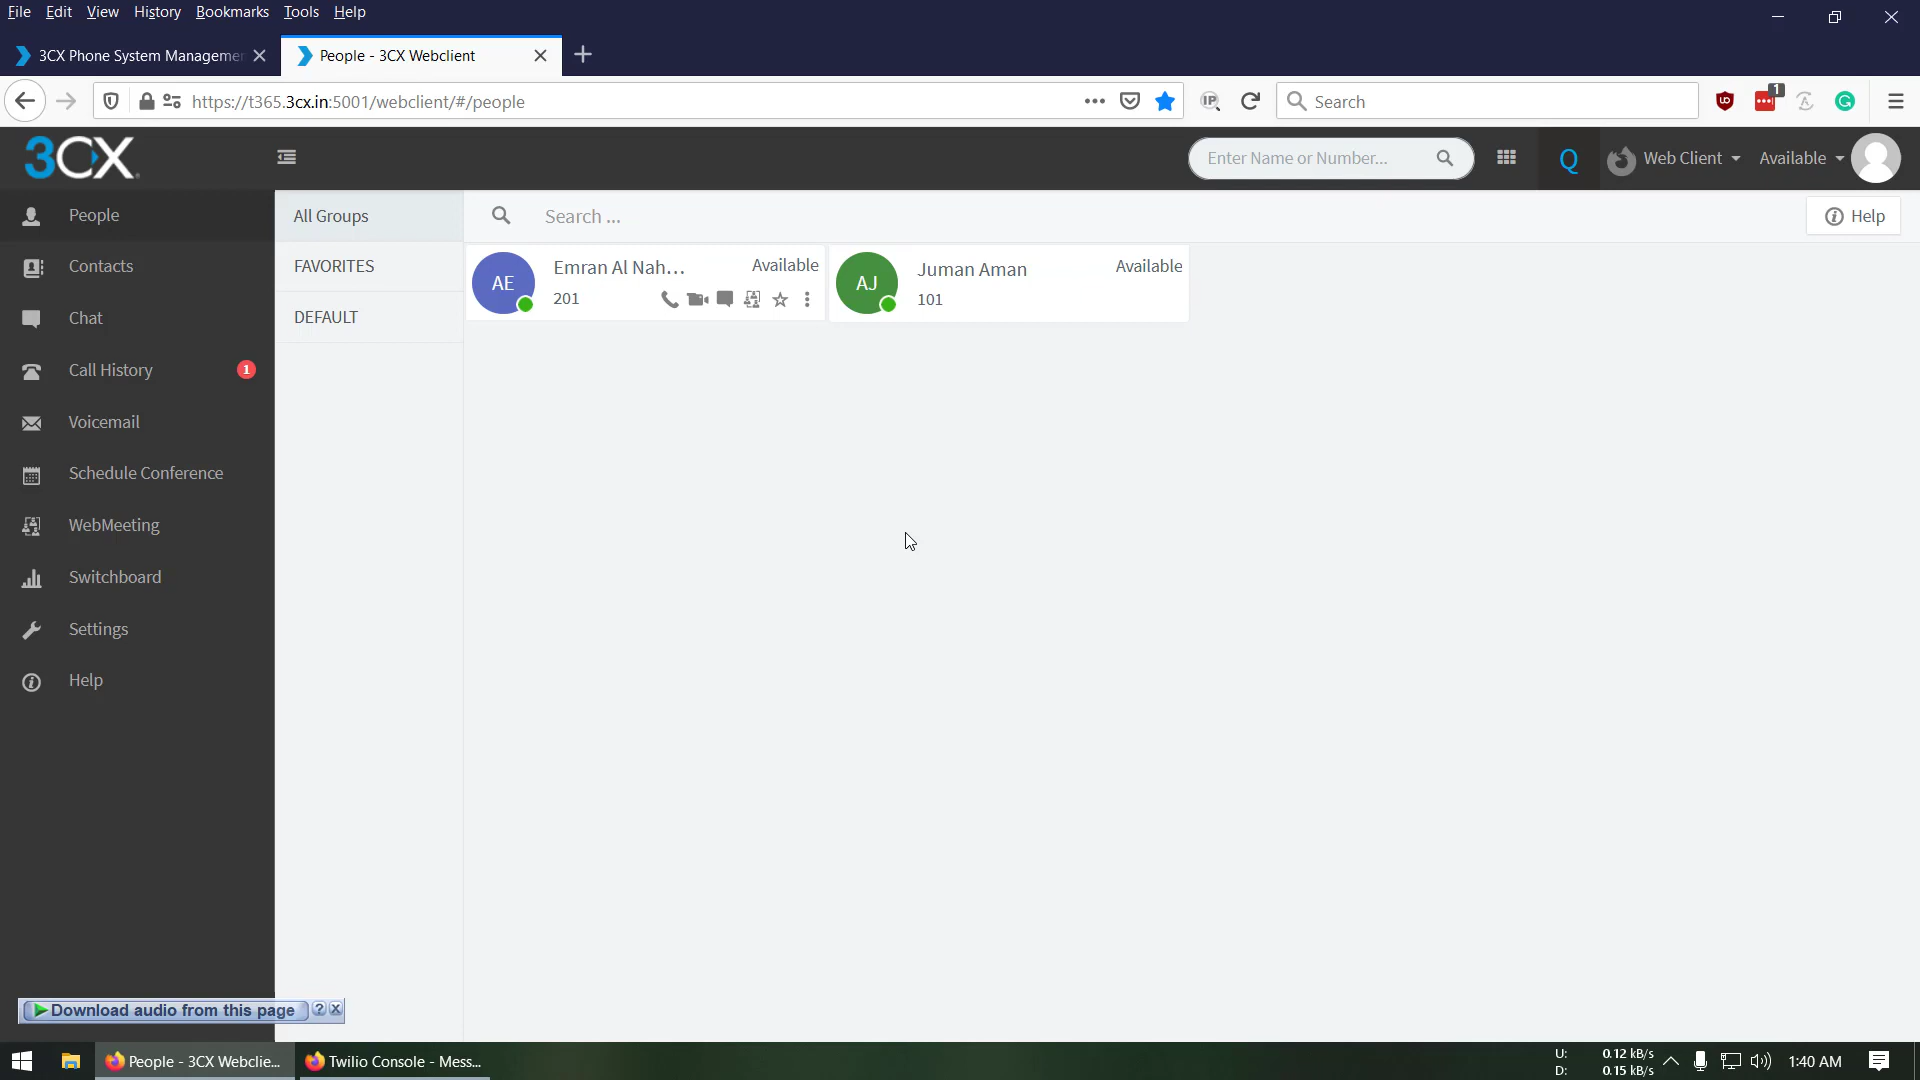 File Edit View History Bookmarks Tools Help
3CX Phone System Manageme
People - 3CX Webclient
https://t365.3cx.in:5001/webclient/#/people
IP
Search
1
3CX
Enter Name or Number...
Q
Web Client
Available
People
Contacts
Chat
Call History 1
Voicemail
Schedule Conference
WebMeeting
Switchboard
Settings
Help
All Groups
FAVORITES
DEFAULT
Search ...
Help
AE
Emran Al Nah...
Available
201
AJ
Juman Aman
Available
101
Download audio from this page ? x
People - 3CX Webclie...
Twilio Console - Mess...
U: 0.12 kB/s
D: 0.15 kB/s
1:40 AM